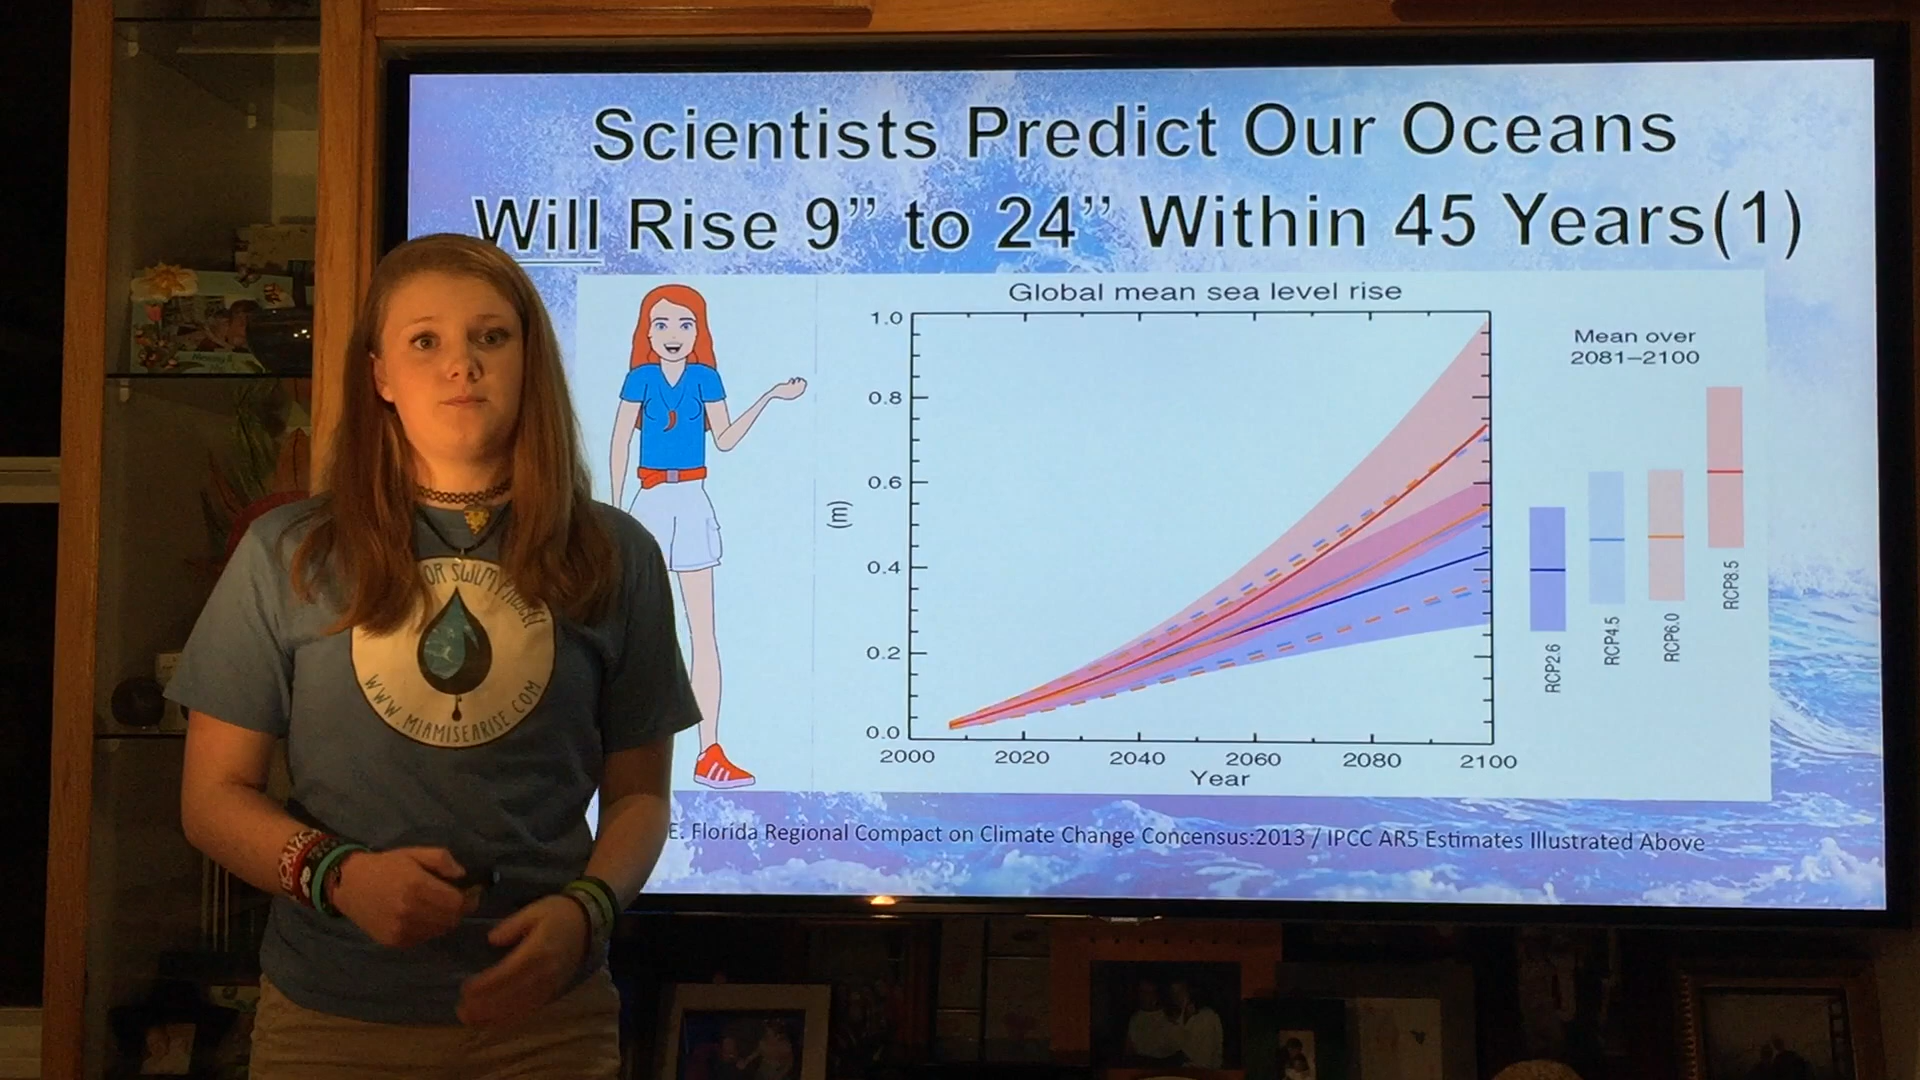 Scientists Predict Our Oceans
Will Rise 9” to 24” Within 45 Years(1)
Global mean sea level rise
Mean over
2081–2100
1.0
0.8
0.6
0.4
0.2
0.0
(m)
2000 2020 2040 2060 2080 2100
Year
RCP2.6
RCP4.5
RCP6.0
RCP8.5
E. Florida Regional Compact on Climate Change Concensus:2013 / IPCC AR5 Estimates Illustrated Above
OR SWIM
WWW.MIAMISEARISE.COM